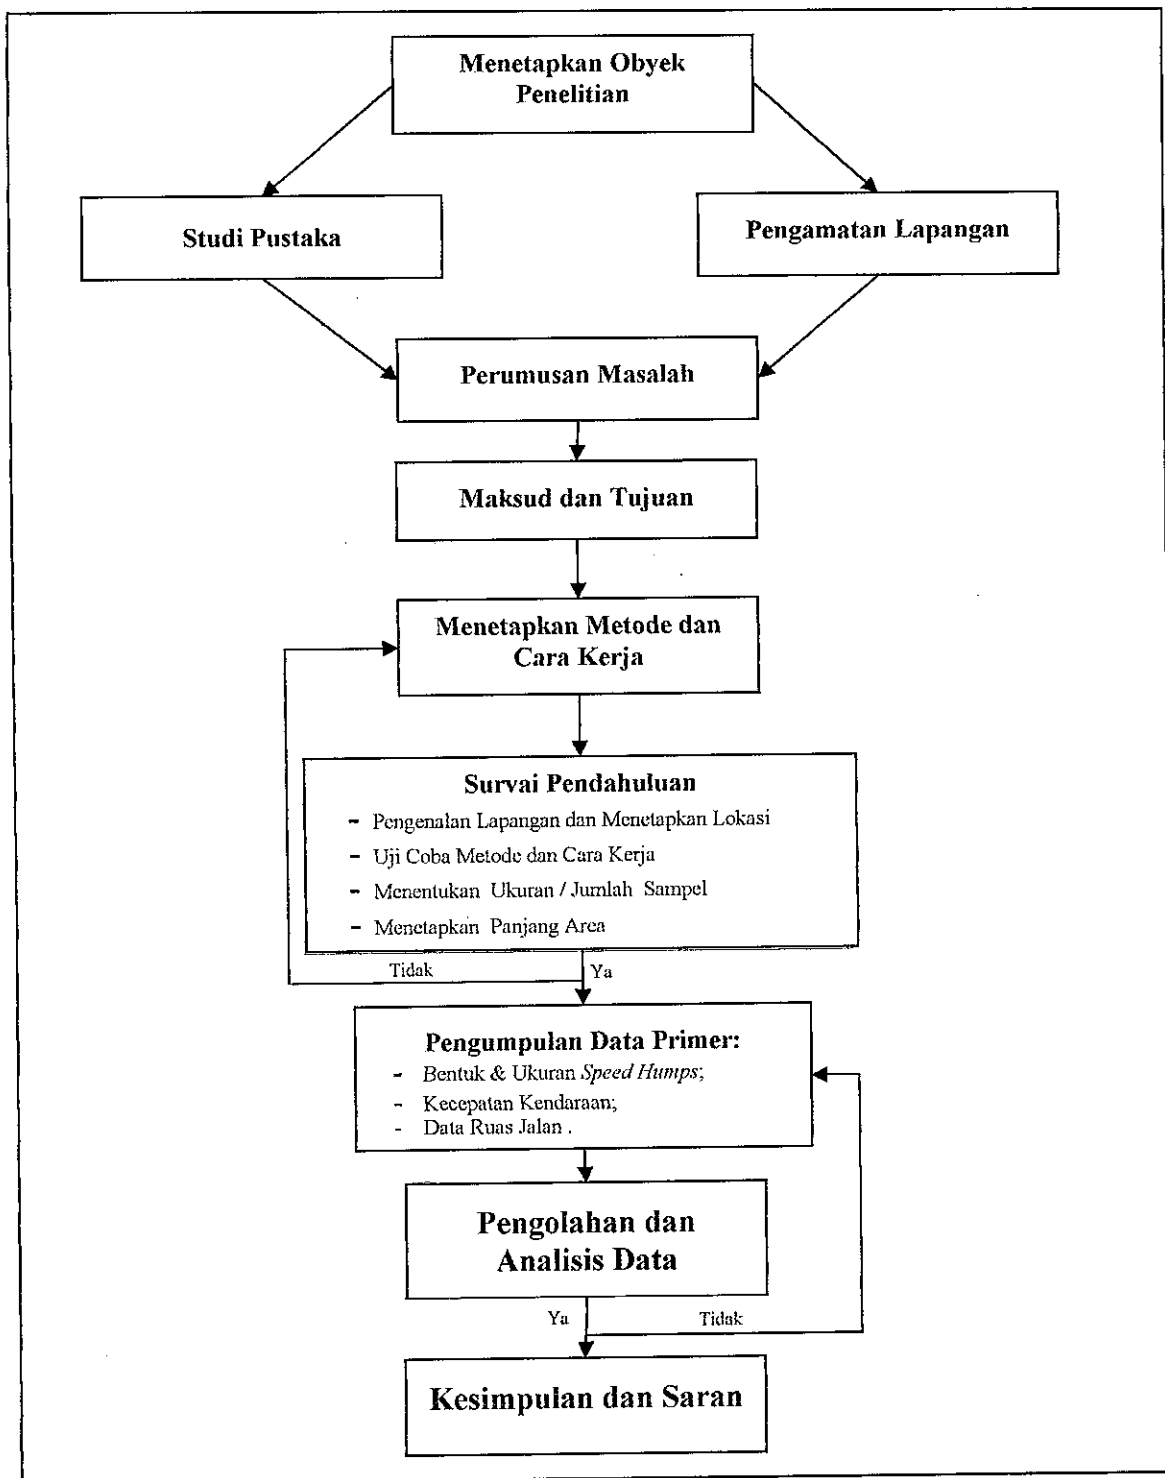 Menetapkan Obyek
Penelitian
Studi Pustaka
Pengamatan Lapangan
Perumusan Masalah
Maksud dan Tujuan
Menetapkan Metode dan
Cara Kerja
Survai Pendahuluan
- Pengenalan Lapangan dan Menetapkan Lokasi
- Uji Coba Metode dan Cara Kerja
- Menentukan Ukuran / Jumlah Sampel
- Menetapkan Panjang Area
Tidak
Ya
Pengumpulan Data Primer:
- Bentuk & Ukuran Speed Humps;
- Kecepatan Kendaraan;
- Data Ruas Jalan .
Pengolahan dan
Analisis Data
Ya
Tidak
Kesimpulan dan Saran